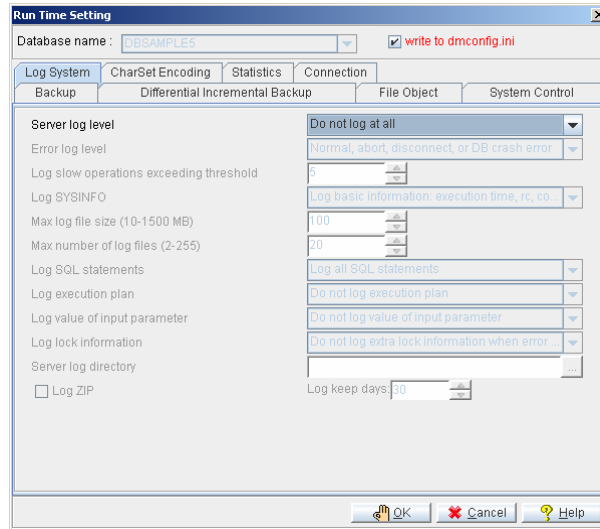 Run Time Setting
Database name : DBSAMPLE5 write to dmconfig.ini
Log System CharSet Encoding Statistics Connection
Backup Differential Incremental Backup File Object System Control
Server log level Do not log at all
Error log level Normal, abort, disconnect, or DB crash error
Log slow operations exceeding threshold 5
Log SYSINFO Log basic information: execution time, rc, co...
Max log file size (10-1500 MB) 100
Max number of log files (2-255) 20
Log SQL statements Log all SQL statements
Log execution plan Do not log execution plan
Log value of input parameter Do not log value of input parameter
Log lock information Do not log extra lock information when error ...
Server log directory ...
Log ZIP Log keep days: 30
OK Cancel Help